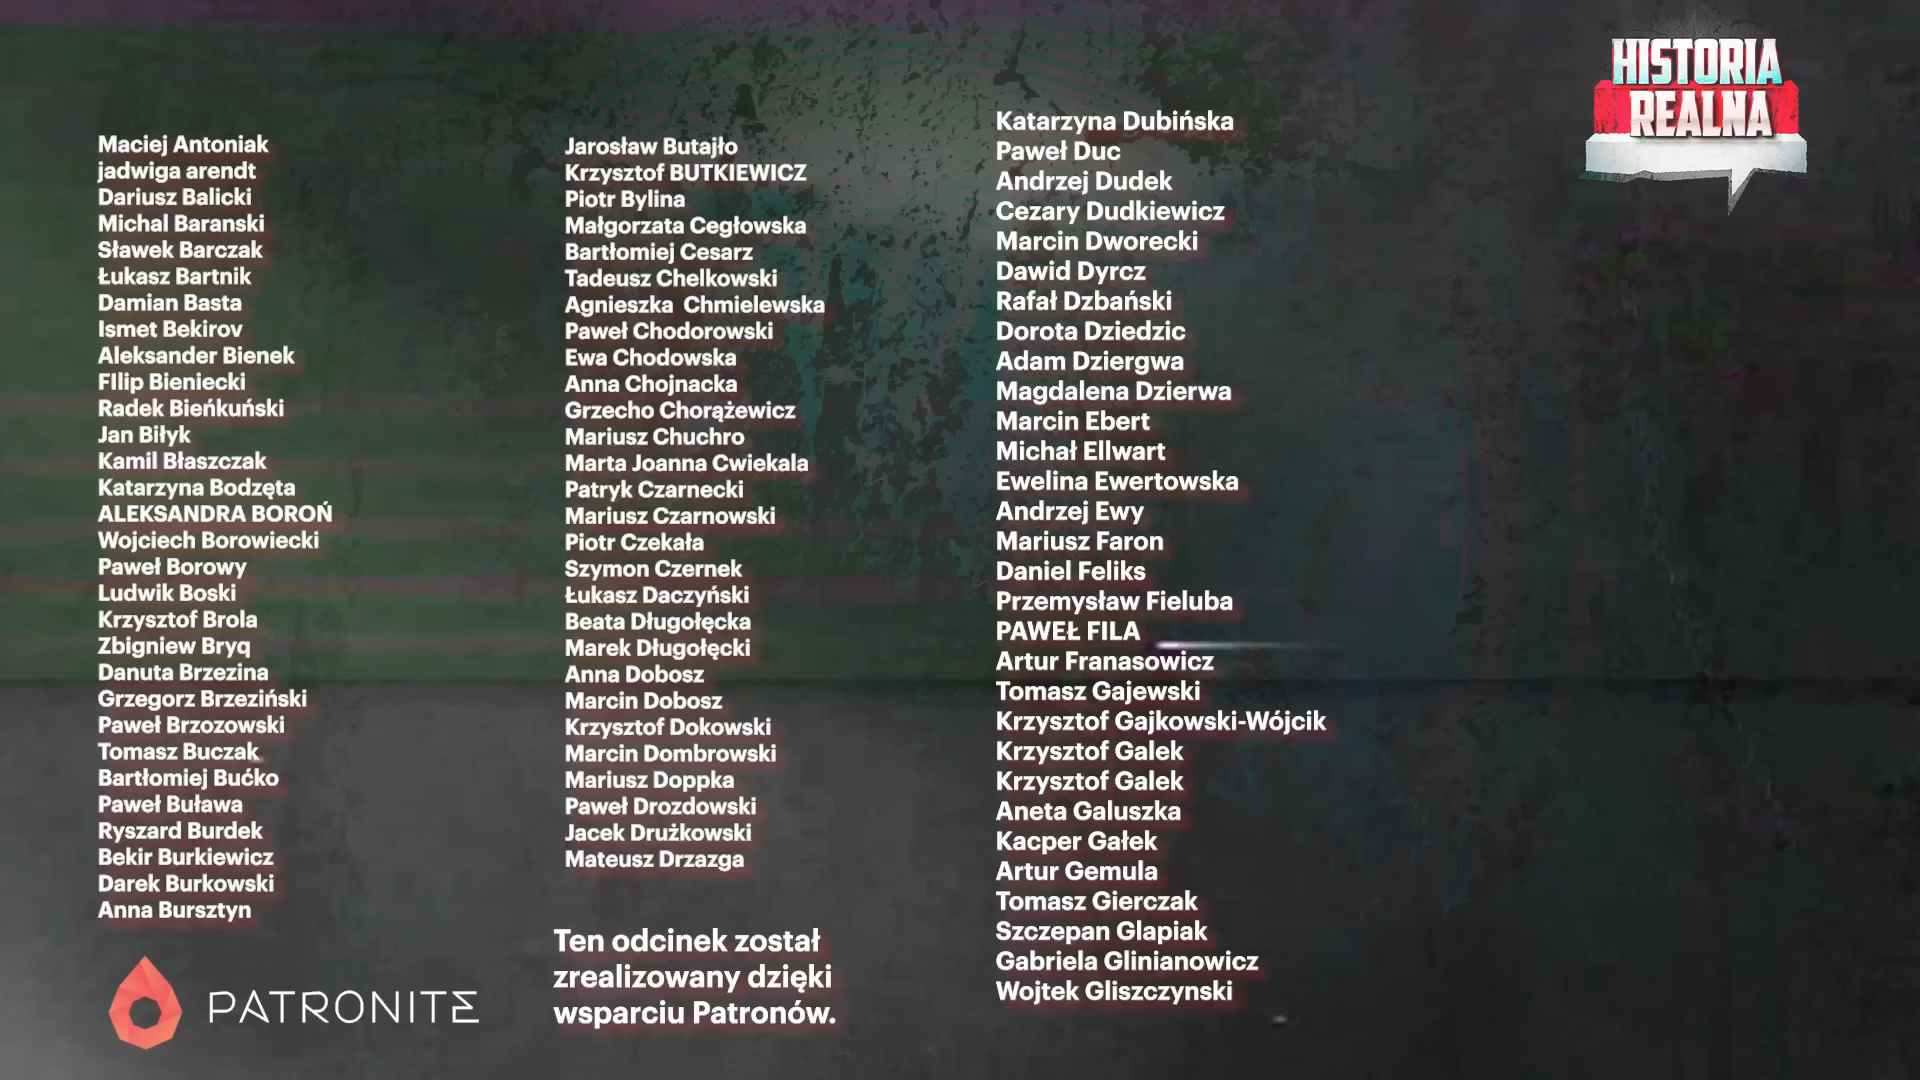 Maciej Antoniak
jadwiga arendt
Dariusz Balicki
Michal Baranski
Sławek Barczak
Łukasz Bartnik
Damian Basta
Ismet Bekirov
Aleksander Bienek
FIlip Bieniecki
Radek Bieńkuński
Jan Biłyk
Kamil Błaszczak
Katarzyna Bodzęta
ALEKSANDRA BOROŃ
Wojciech Borowiecki
Paweł Borowy
Ludwik Boski
Krzysztof Brola
Zbigniew Bryq
Danuta Brzezina
Grzegorz Brzeziński
Paweł Brzozowski
Tomasz Buczak
Bartłomiej Bućko
Paweł Buława
Ryszard Burdek
Bekir Burkiewicz
Darek Burkowski
Anna Bursztyn
PATRONITE
Jarosław Butajło
Krzysztof BUTKIEWICZ
Piotr Bylina
Małgorzata Cegłowska
Bartłomiej Cesarz
Tadeusz Chelkowski
Agnieszka  Chmielewska
Paweł Chodorowski
Ewa Chodowska
Anna Chojnacka
Grzecho Chorążewicz
Mariusz Chuchro
Marta Joanna Cwiekala
Patryk Czarnecki
Mariusz Czarnowski
Piotr Czekała
Szymon Czernek
Łukasz Daczyński
Beata Długołęcka
Marek Długołęcki
Anna Dobosz
Marcin Dobosz
Krzysztof Dokowski
Marcin Dombrowski
Mariusz Doppka
Paweł Drozdowski
Jacek Drużkowski
Mateusz Drzazga
Ten odcinek został
zrealizowany dzięki
wsparciu Patronów.
Katarzyna Dubińska
Paweł Duc
Andrzej Dudek
Cezary Dudkiewicz
Marcin Dworecki
Dawid Dyrcz
Rafał Dzbański
Dorota Dziedzic
Adam Dziergwa
Magdalena Dzierwa
Marcin Ebert
Michał Ellwart
Ewelina Ewertowska
Andrzej Ewy
Mariusz Faron
Daniel Feliks
Przemysław Fieluba
PAWEŁ FILA
Artur Franasowicz
Tomasz Gajewski
Krzysztof Gajkowski-Wójcik
Krzysztof Galek
Krzysztof Galek
Aneta Galuszka
Kacper Gałek
Artur Gemula
Tomasz Gierczak
Szczepan Glapiak
Gabriela Glinianowicz
Wojtek Gliszczynski
HISTORIA
REALNA